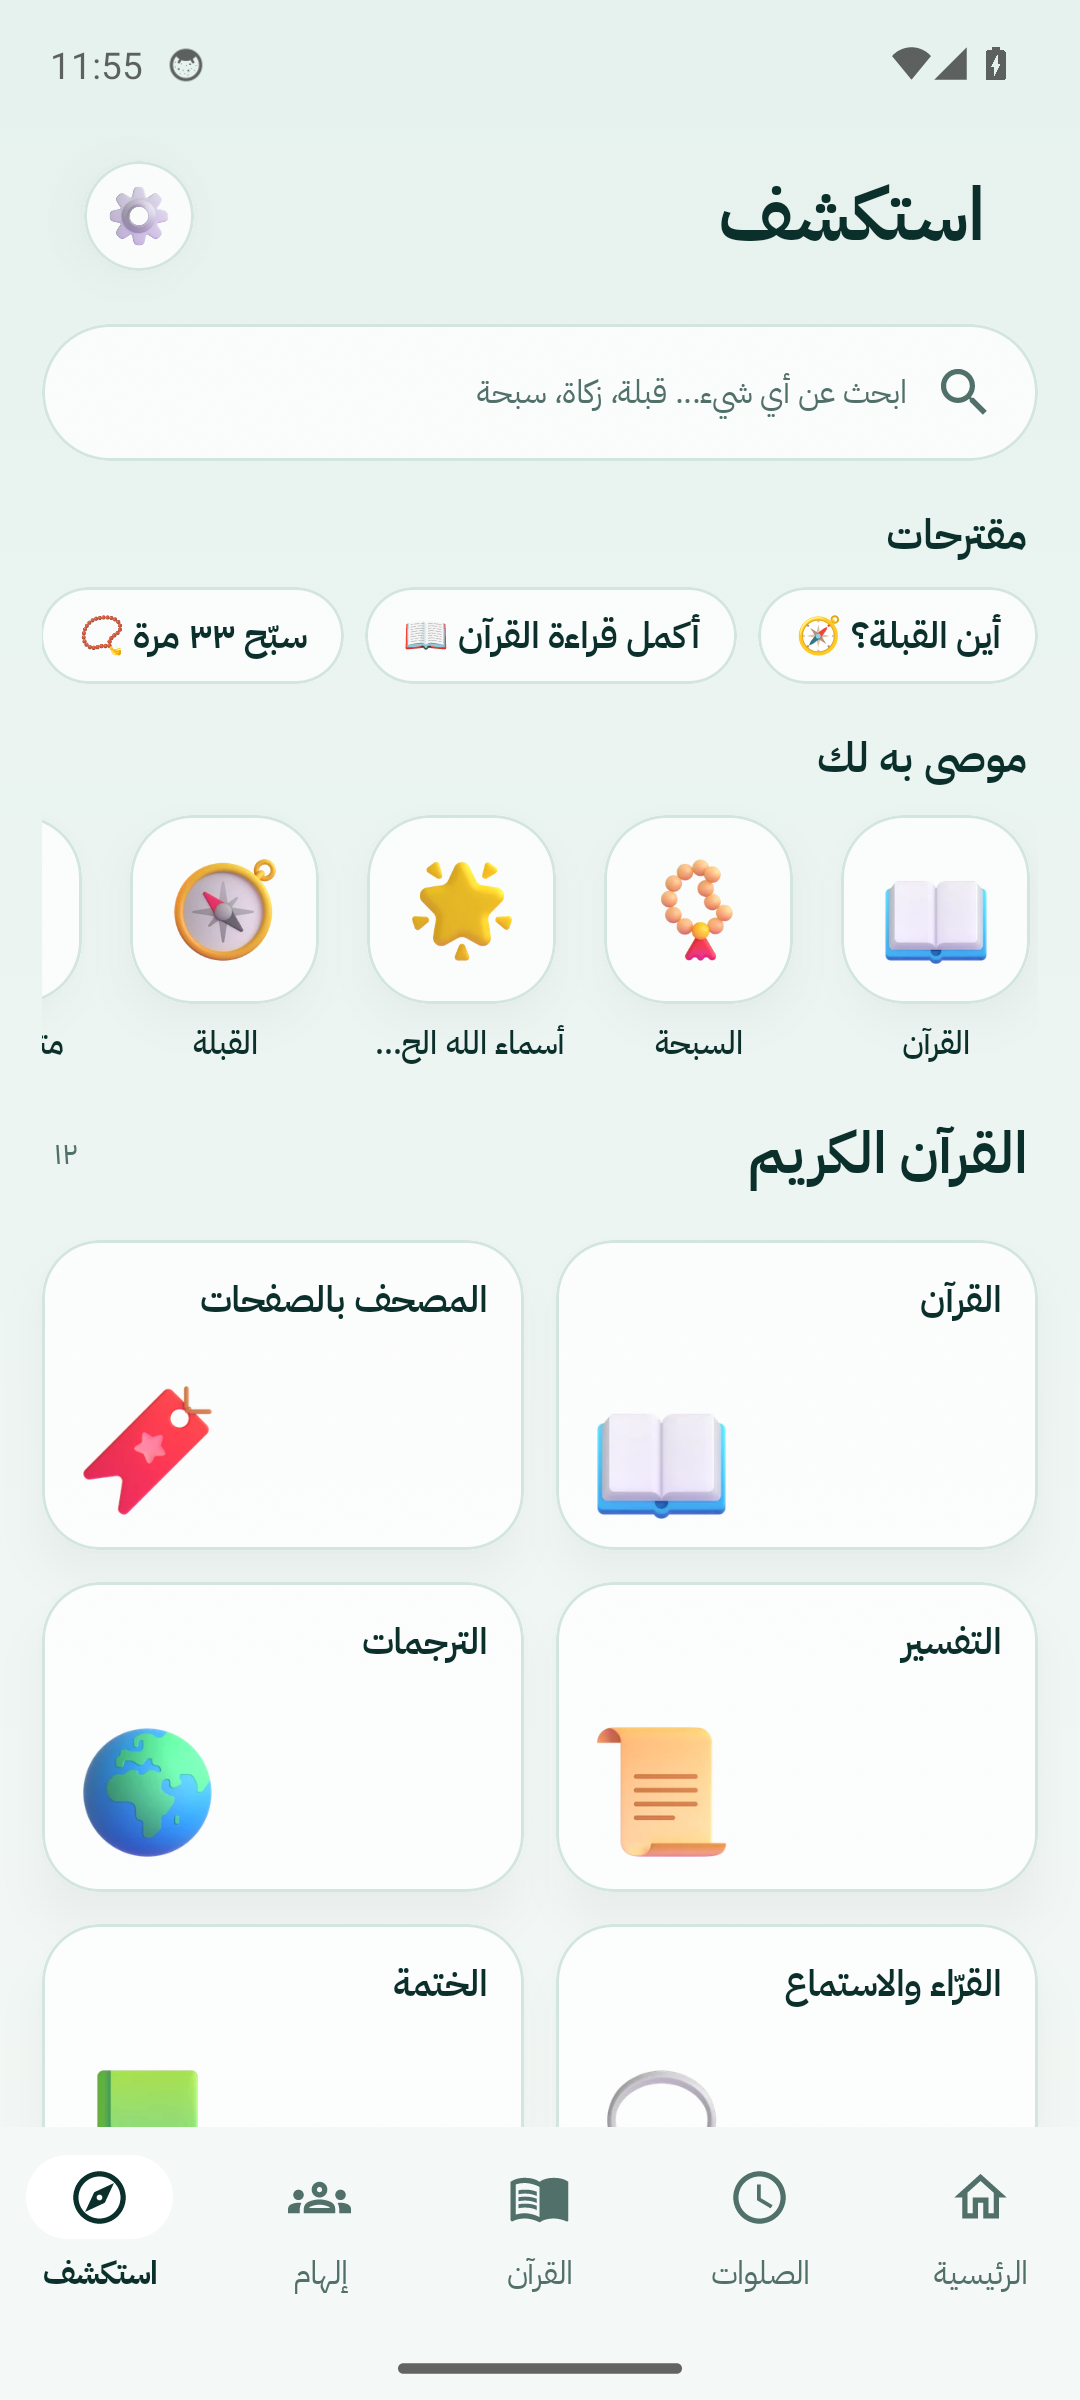 11:55
استكشف
ابحث عن أي شيء... قبلة، زكاة، سبحة
مقترحات
أين القبلة؟ 🧭
أكمل قراءة القرآن 📖
سبّح ٣٣ مرة 📿
موصى به لك
القرآن
السبحة
أسماء الله الح...
القبلة
القرآن الكريم
١٢
القرآن
المصحف بالصفحات
التفسير
الترجمات
القرّاء والاستماع
الختمة
الرئيسية
الصلوات
القرآن
إلهام
استكشف